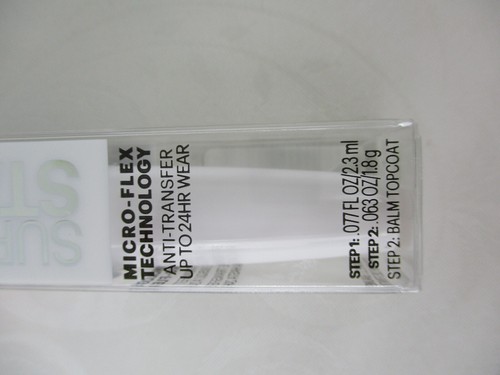 MICRO-FLEX
TECHNOLOGY
ANTI-TRANSFER
UP TO 24HR WEAR
STEP 1: .077 FL OZ/2.3 ml
STEP 2: .063 OZ/1.8 g
STEP 2: BALM TOPCOAT